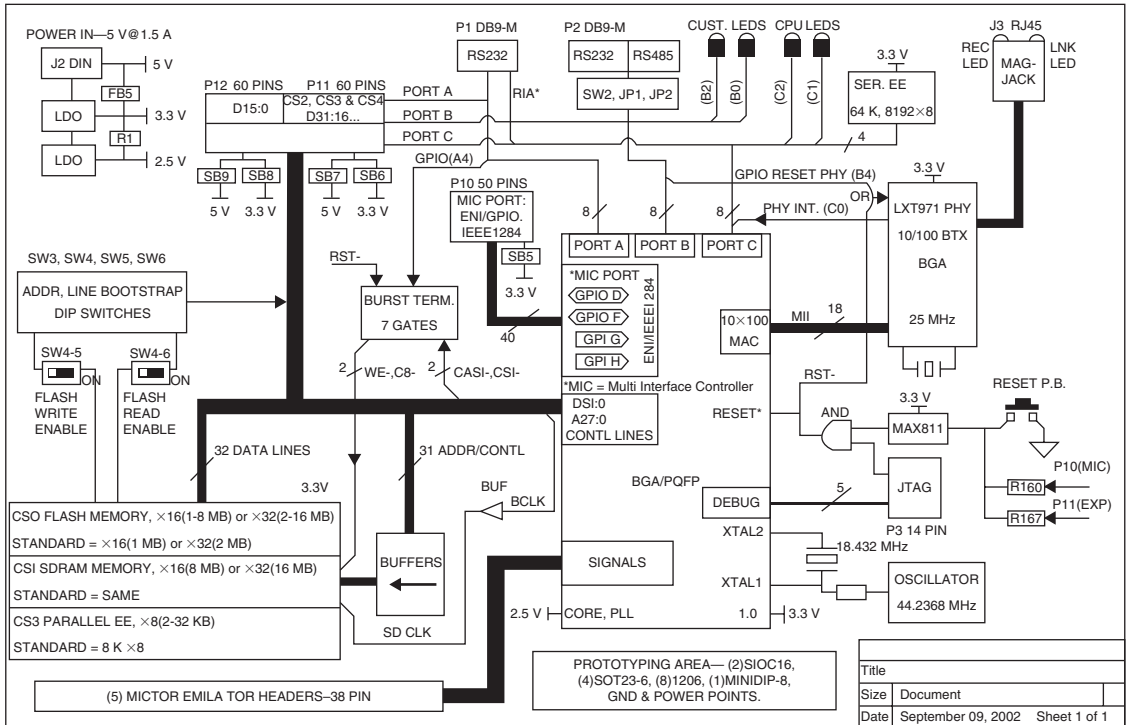 POWER IN—5 V@1.5 A
J2 DIN
5 V
FB5
LDO
3.3 V
R1
LDO
2.5 V
P12 60 PINS
P11 60 PINS
D15:0
CS2, CS3 & CS4
D31:16...
SB9
SB8
SB7
SB6
5 V
3.3 V
5 V
3.3 V
PORT A
PORT B
PORT C
GPIO(A4)
P1 DB9-M
RS232
RIA*
P2 DB9-M
RS232
RS485
SW2, JP1, JP2
CUST. LEDS
CPU LEDS
(B2)
(B0)
(C2)
(C1)
3.3 V
SER. EE
64 K, 8192×8
4
J3 RJ45
REC
LED
MAG-
JACK
LNK
LED
GPIO RESET PHY (B4)
OR
PHY INT. (C0)
3.3 V
LXT971 PHY
10/100 BTX
BGA
25 MHz
P10 50 PINS
MIC PORT:
ENI/GPIO.
IEEE1284
SB5
3.3 V
40
8
8
8
PORT A
PORT B
PORT C
*MIC PORT
GPIO D
GPIO F
GPI G
GPI H
ENI/IEEEI 284
10×100
MAC
MII
18
*MIC = Multi Interface Controller
DSI:0
A27:0
CONTL LINES
SW3, SW4, SW5, SW6
ADDR, LINE BOOTSTRAP
DIP SWITCHES
SW4-5
ON
FLASH
WRITE
ENABLE
SW4-6
ON
FLASH
READ
ENABLE
RST-
BURST TERM.
7 GATES
2
WE-,C8-
2
CASI-,CSI-
RST-
RESET*
AND
3.3 V
MAX811
RESET P.B.
JTAG
P3 14 PIN
R160
P10(MIC)
R167
P11(EXP)
32 DATA LINES
31 ADDR/CONTL
3.3V
BUF
BCLK
BGA/PQFP
DEBUG
5
XTAL2
18.432 MHz
XTAL1
OSCILLATOR
44.2368 MHz
CSO FLASH MEMORY, ×16(1-8 MB) or ×32(2-16 MB)
STANDARD = ×16(1 MB) or ×32(2 MB)
CSI SDRAM MEMORY, ×16(8 MB) or ×32(16 MB)
STANDARD = SAME
CS3 PARALLEL EE, ×8(2-32 KB)
STANDARD = 8 K ×8
BUFFERS
SD CLK
SIGNALS
2.5 V
CORE, PLL
1.0
3.3 V
(5) MICTOR EMILA TOR HEADERS–38 PIN
PROTOTYPING AREA— (2)SIOC16,
(4)SOT23-6, (8)1206, (1)MINIDIP-8,
GND & POWER POINTS.
Title
Size
Document
Date
September 09, 2002
Sheet 1 of 1